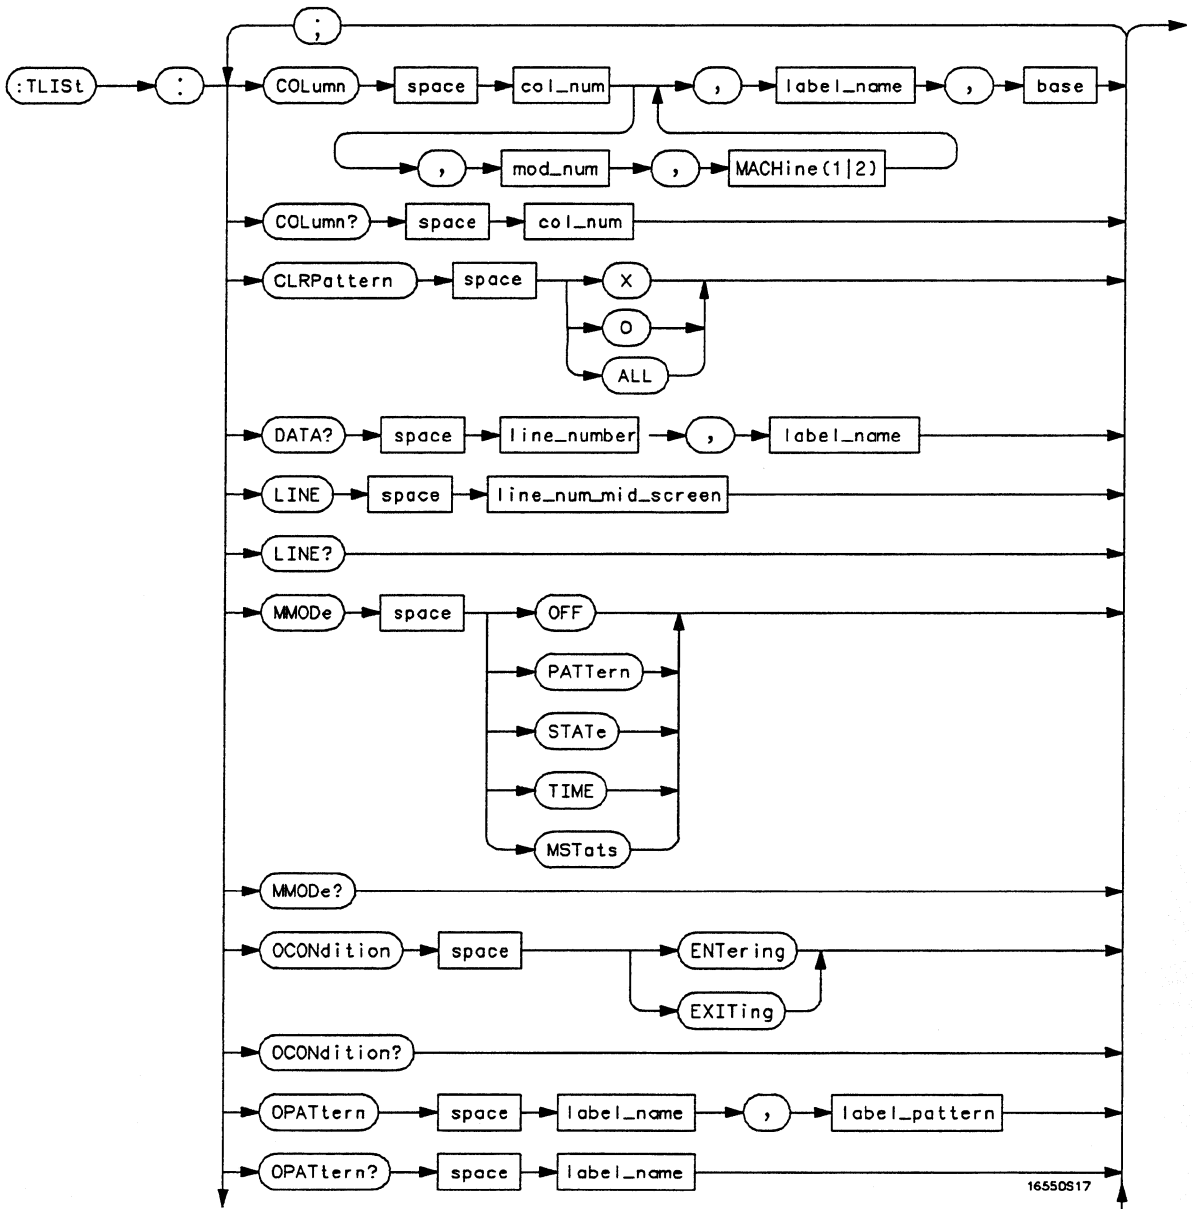 ;
:TLISt : COLumn space col_num , label_name , base
, mod_num , MACHine(1|2)
COLumn? space col_num
CLRPattern space X
O
ALL
DATA? space line_number , label_name
LINE space line_num_mid_screen
LINE?
MMODe space OFF
PATTern
STATe
TIME
MSTats
MMODe?
OCONdition space ENTering
EXITing
OCONdition?
OPATtern space label_name , label_pattern
OPATtern? space label_name
16550S17